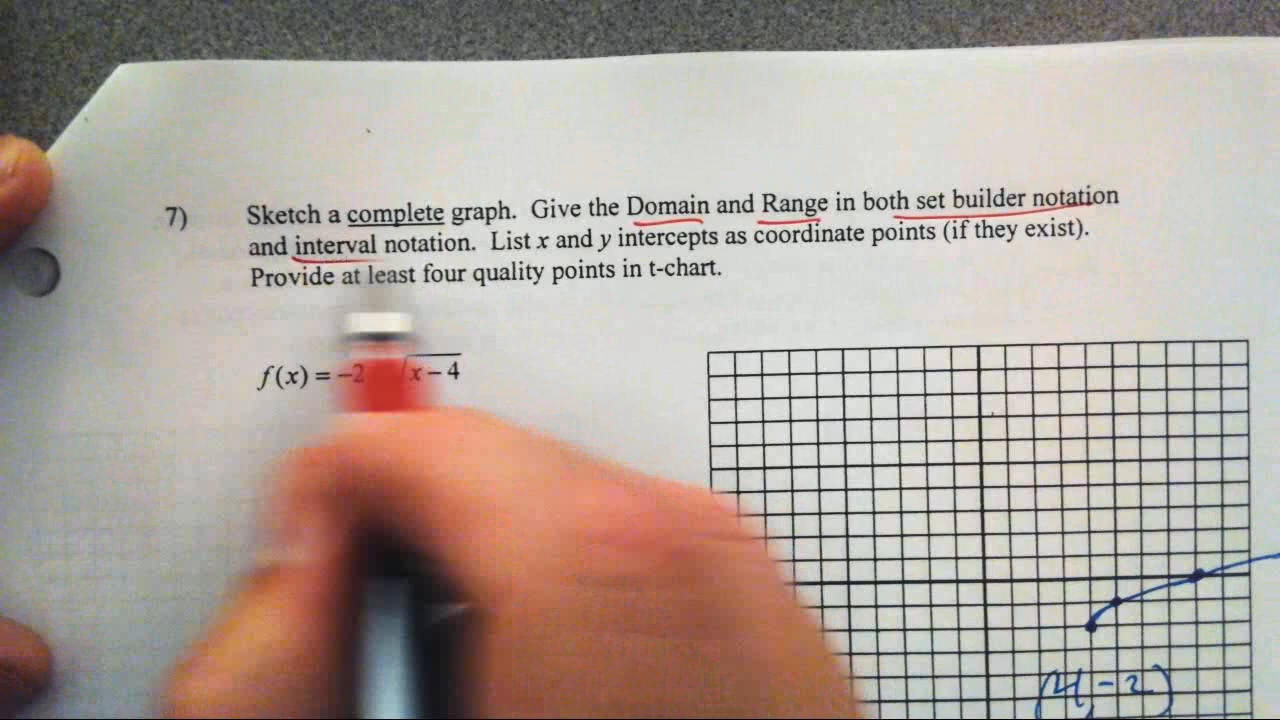 7) Sketch a complete graph. Give the Domain and Range in both set builder notation
and interval notation. List x and y intercepts as coordinate points (if they exist).
Provide at least four quality points in t-chart.
f(x) = −2 √x − 4
(4, −2)